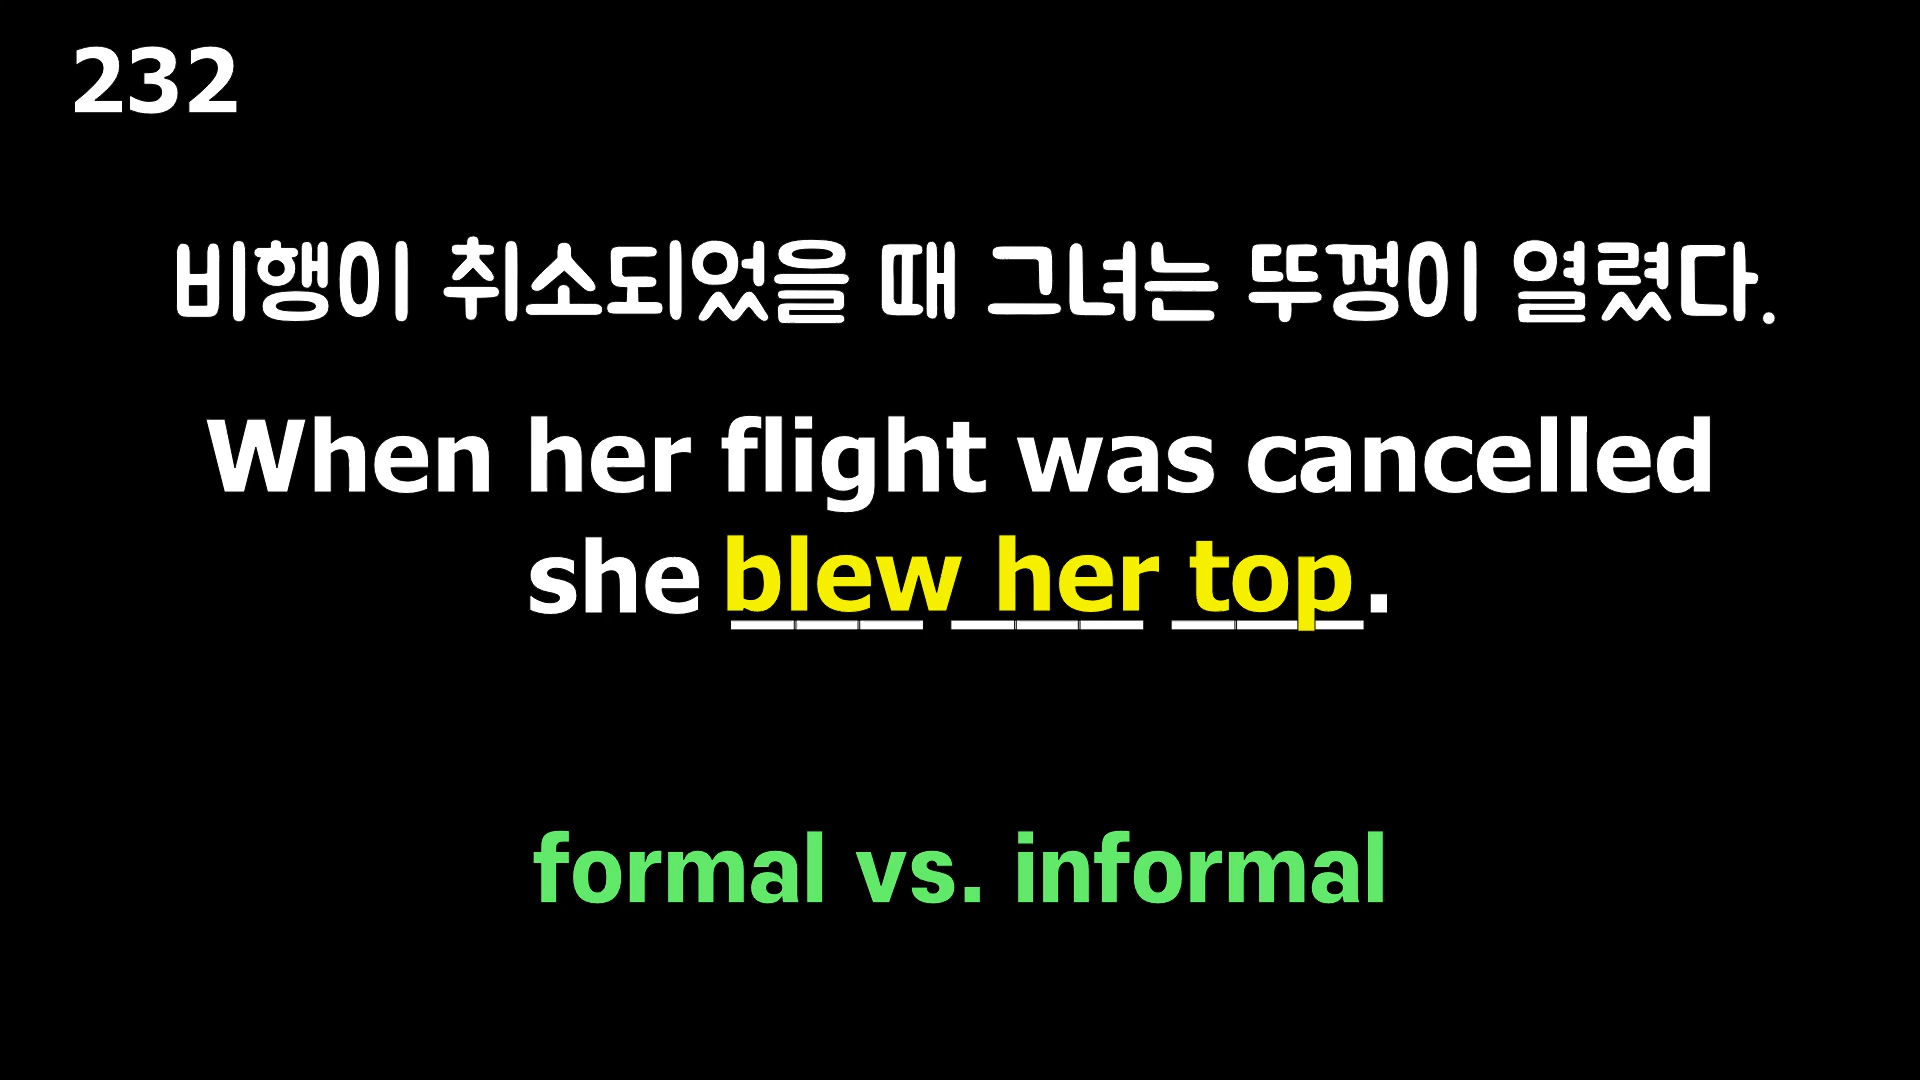 232
비행이 취소되었을 때 그녀는 뚜껑이 열렸다.
When her flight was cancelled
she blew her top.
formal vs. informal